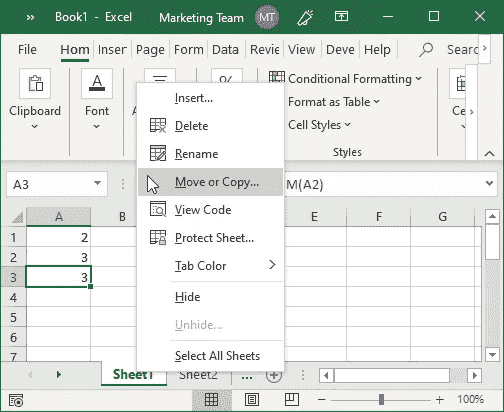 » Book1 - Excel Marketing Team MT
File Hom Inser Page Form Data Revie View Deve Help Searc
Clipboard Font A % Conditional Formatting
Format as Table
Cell Styles
Ce
Styles
A3 M(A2)
A B E F G
1 2
2 3
3 3
4
5
6
7
Insert...
Delete
Rename
Move or Copy...
View Code
Protect Sheet...
Tab Color
Hide
Unhide...
Select All Sheets
Sheet1 Sheet2 ...
100%